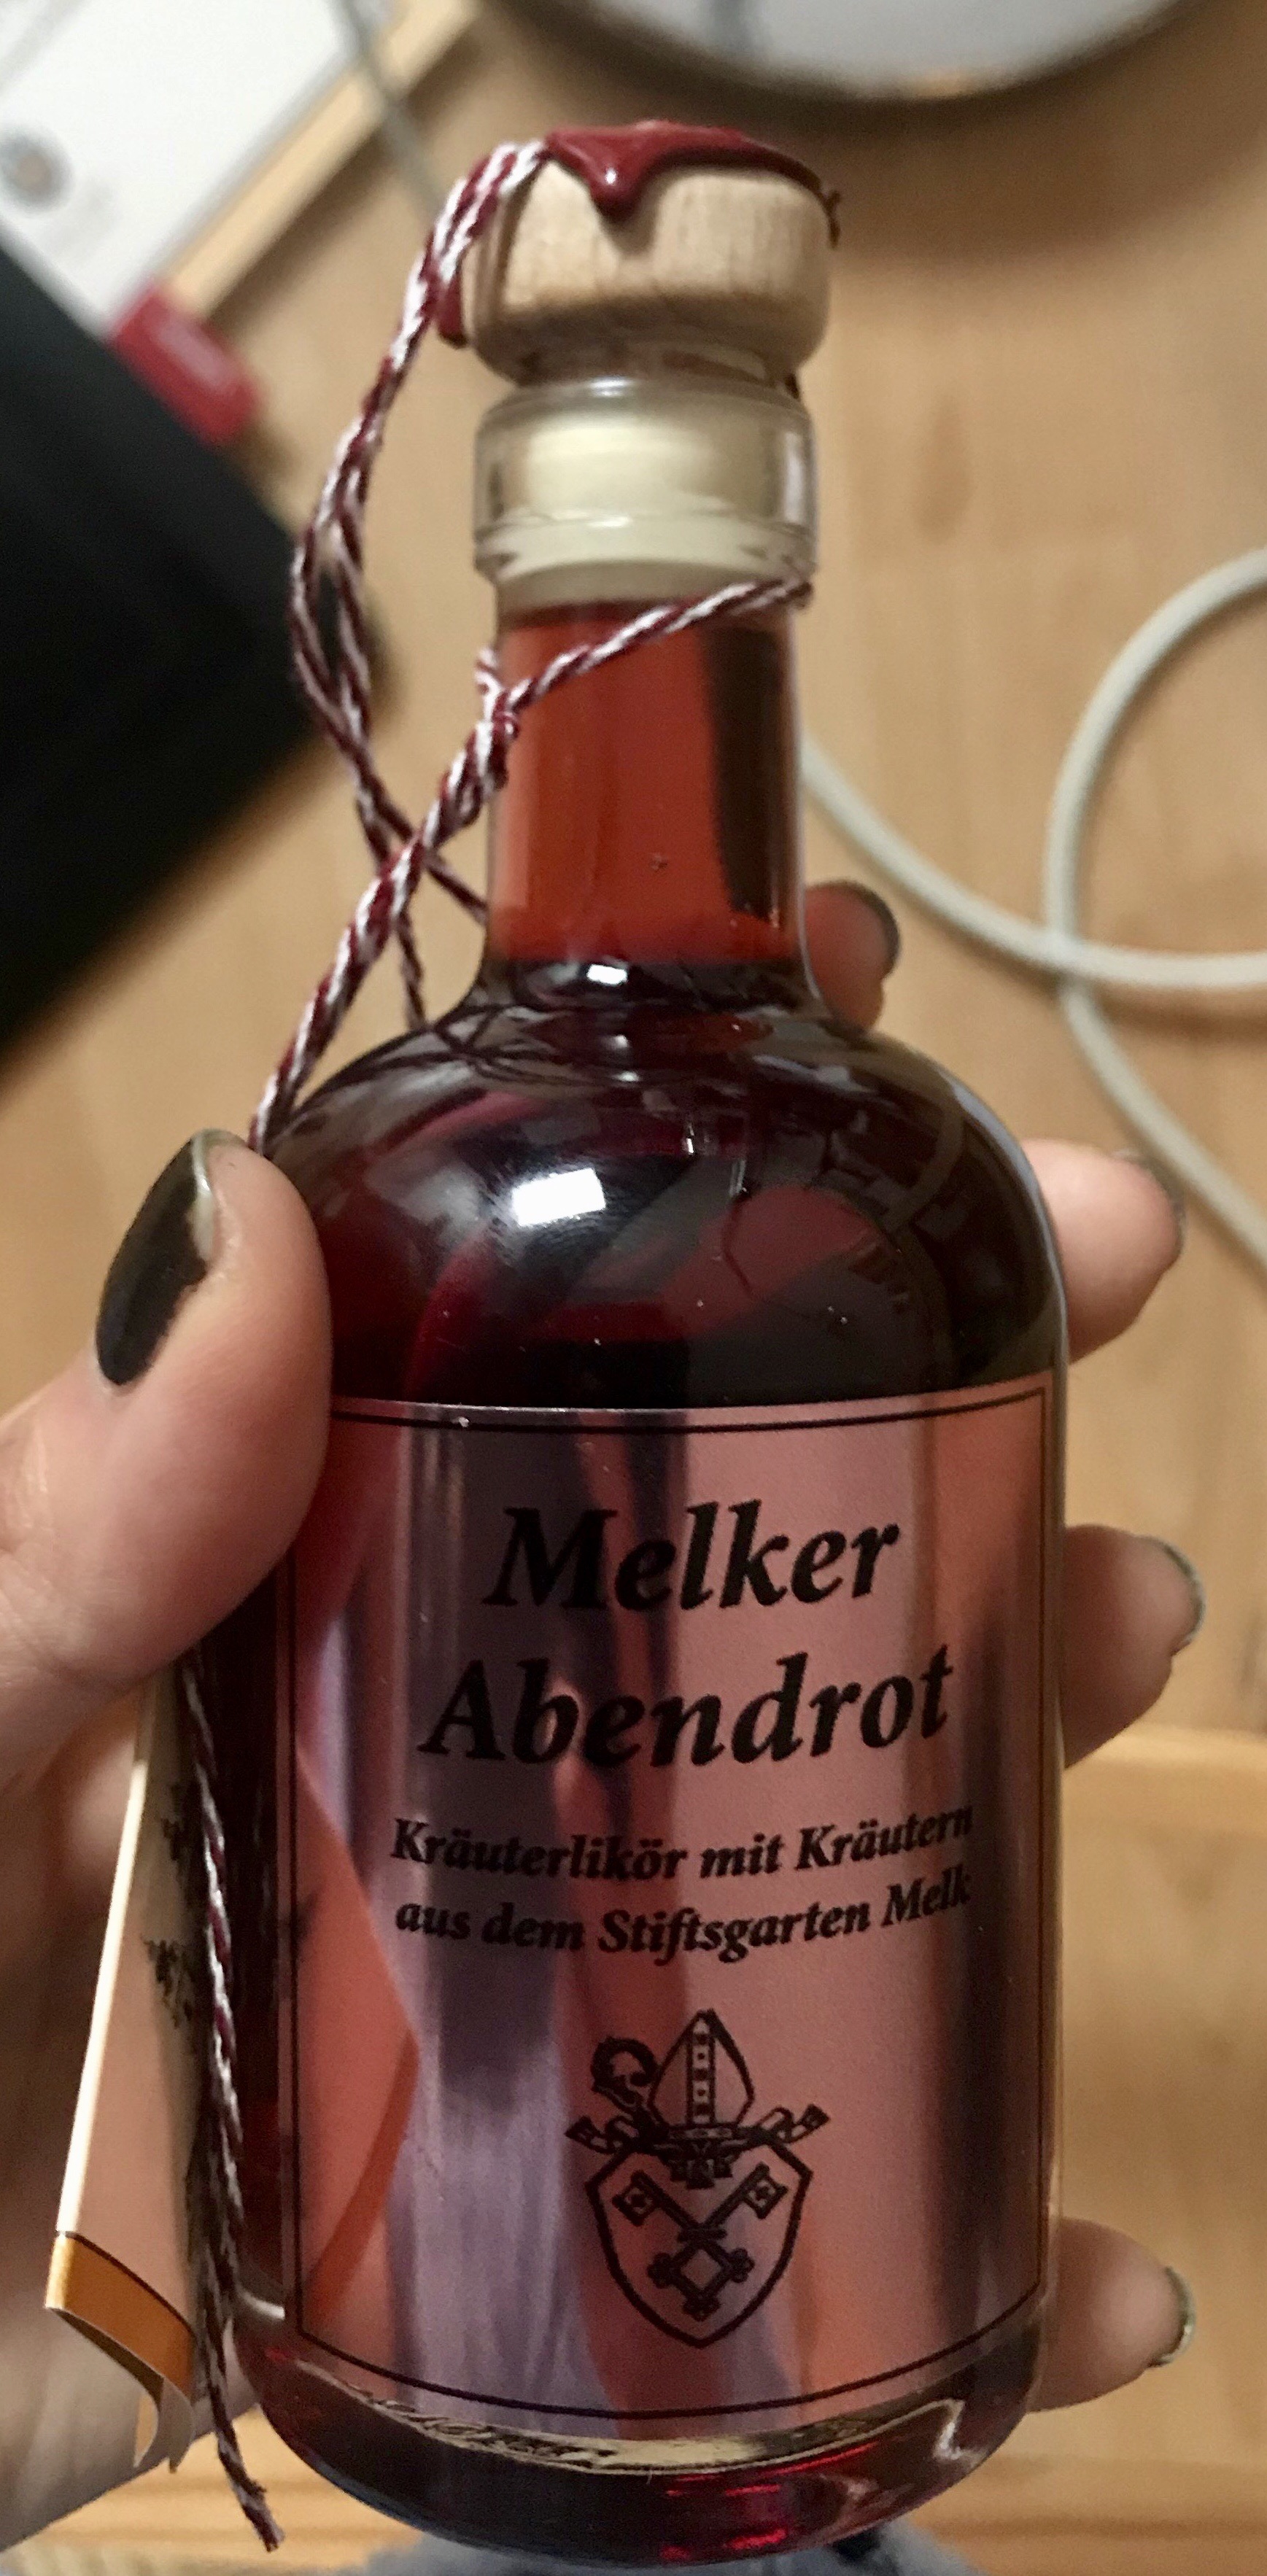 Melker
Abendrot
Kräuterlikör mit Kräutern
aus dem Stiftsgarten Melk